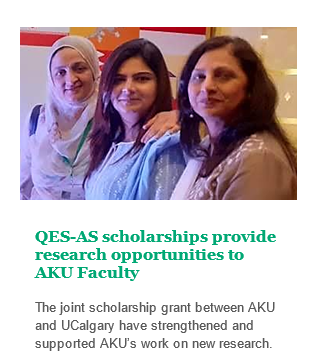 QES-AS scholarships provide
research opportunities to
AKU Faculty
The joint scholarship grant between AKU
and UCalgary have strengthened and
supported AKU's work on new research.